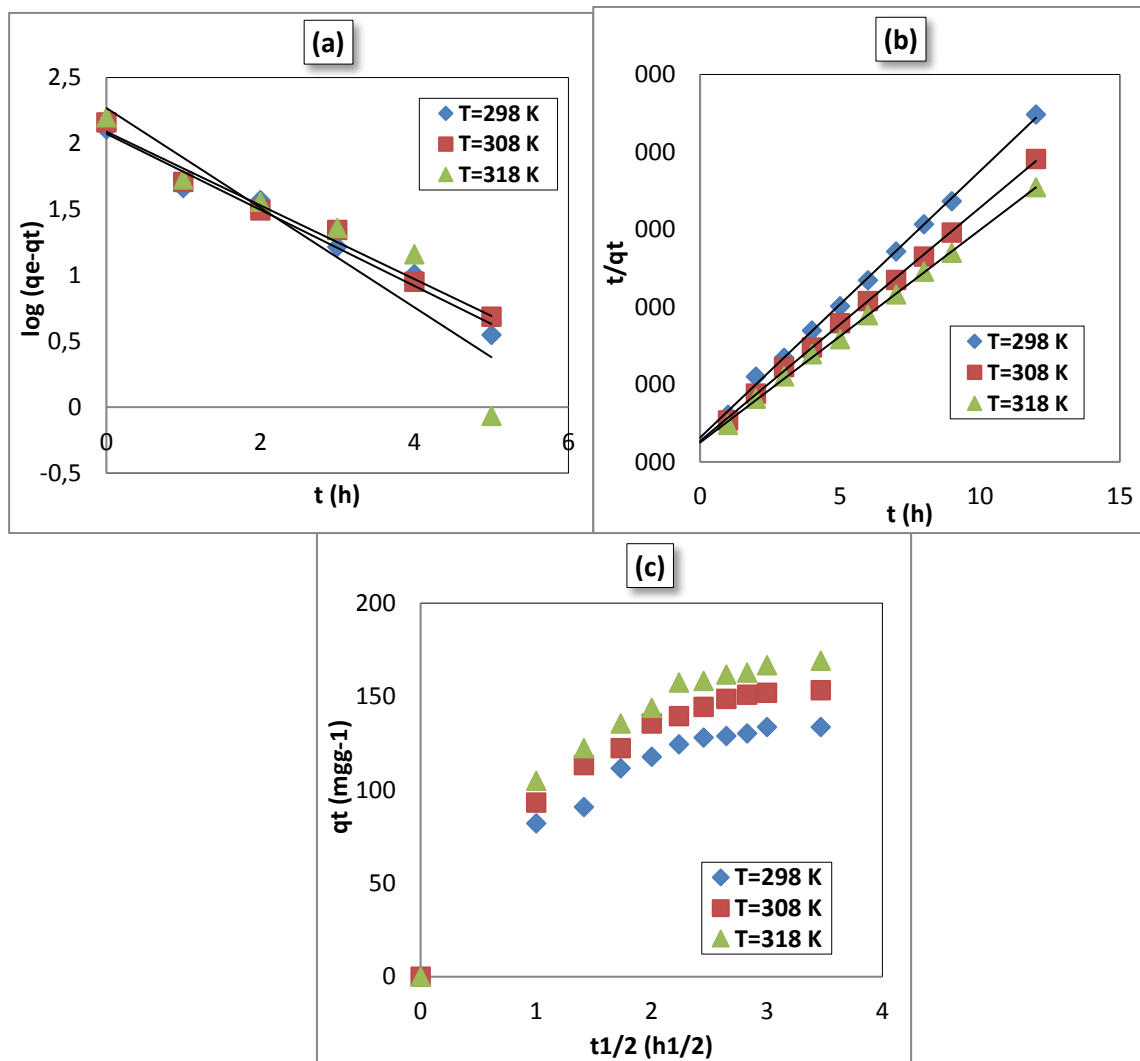 (a)
2,5
2
1,5
1
0,5
0
-0,5
log (qe-qt)
T=298 K
T=308 K
T=318 K
0
2
4
6
t (h)
(b)
000
000
000
000
000
000
t/qt
T=298 K
T=308 K
T=318 K
0
5
10
15
t (h)
(c)
200
150
100
50
0
qt (mgg-1)
T=298 K
T=308 K
T=318 K
0
1
2
3
4
t1/2 (h1/2)